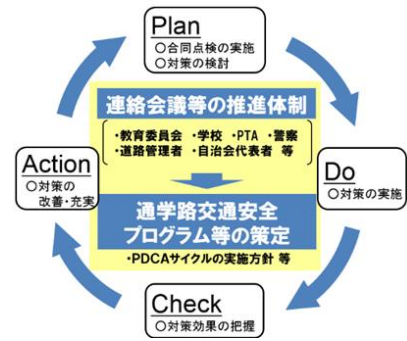 Plan
○合同点検の実施
○対策の検討
連絡会議等の推進体制
・教育委員会 ・学校 ・PTA ・警察
・道路管理者 ・自治会代表者 等
Action
○対策の
改善・充実
Do
○対策の実施
通学路交通安全
プログラム等の策定
・PDCAサイクルの実施方針 等
Check
○対策効果の把握